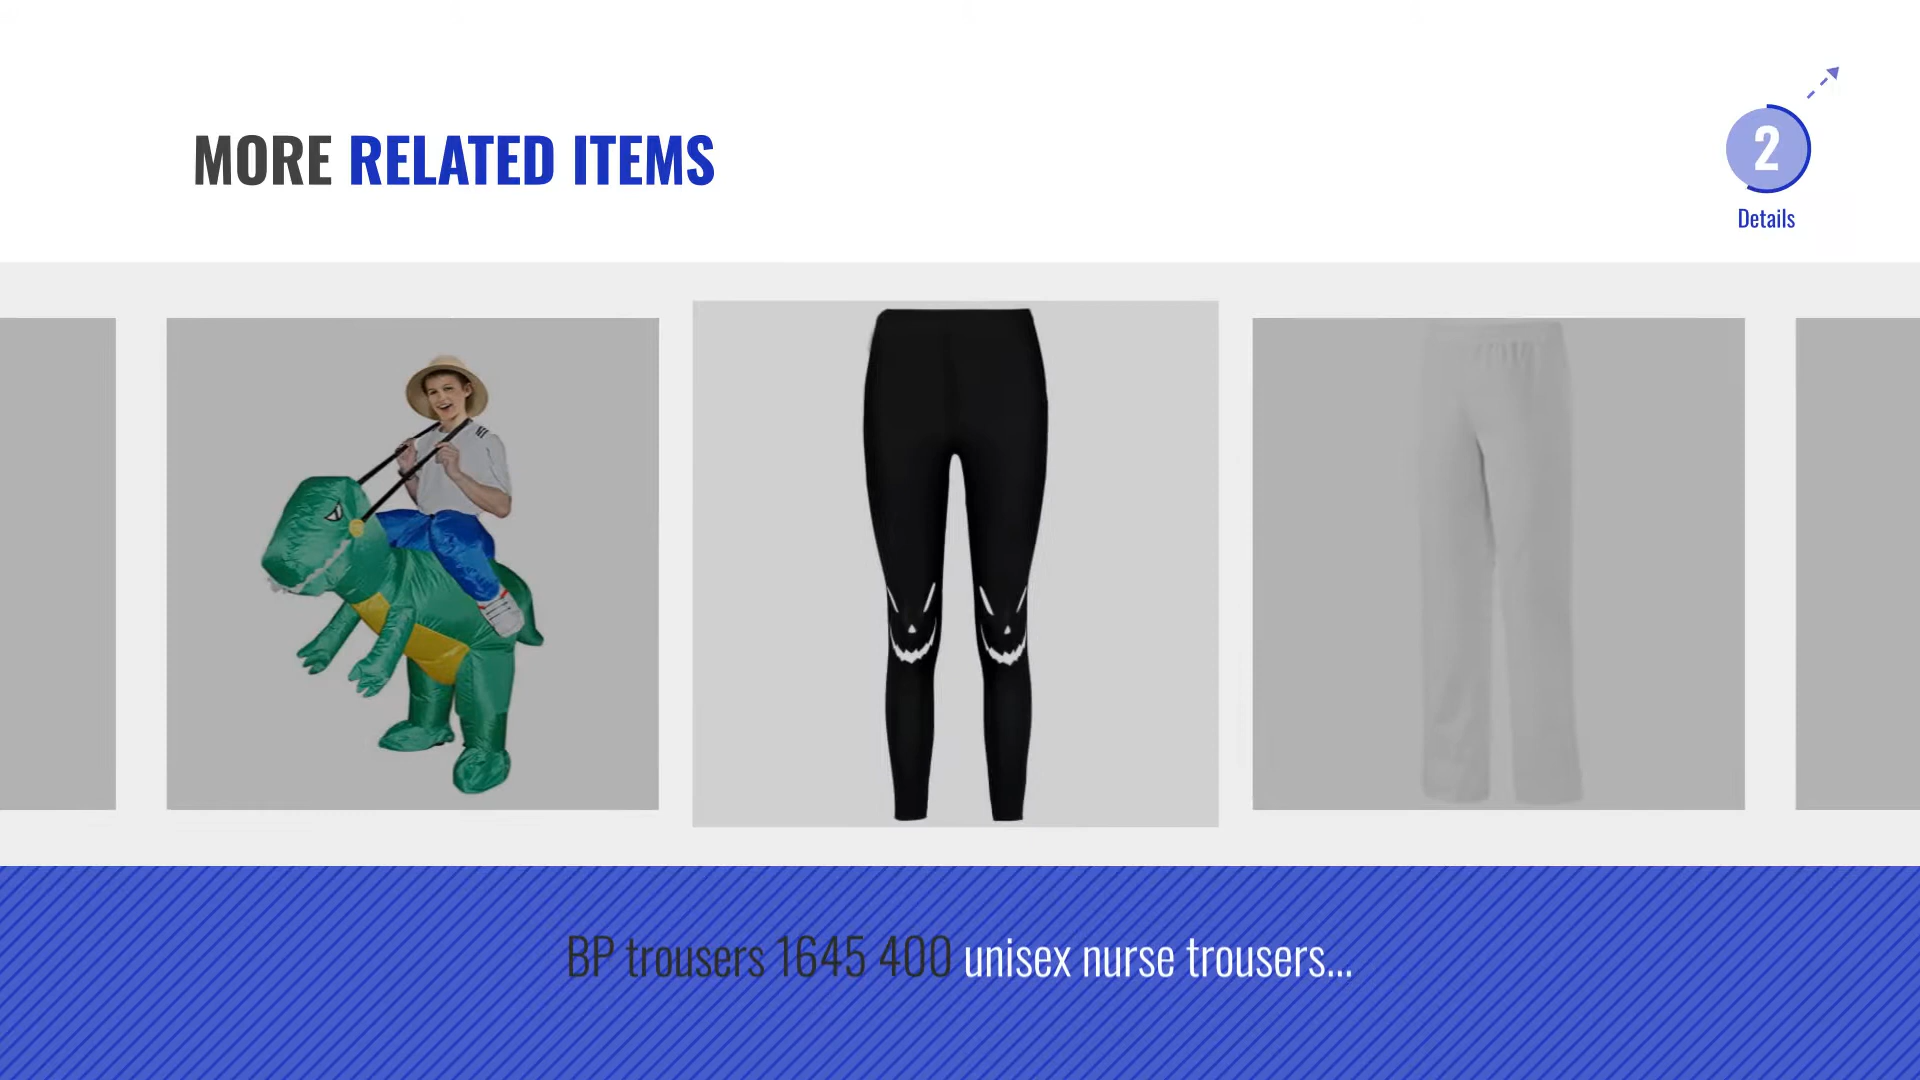 MORE RELATED ITEMS
2
Details
BP trousers 1645 400 unisex nurse trousers...